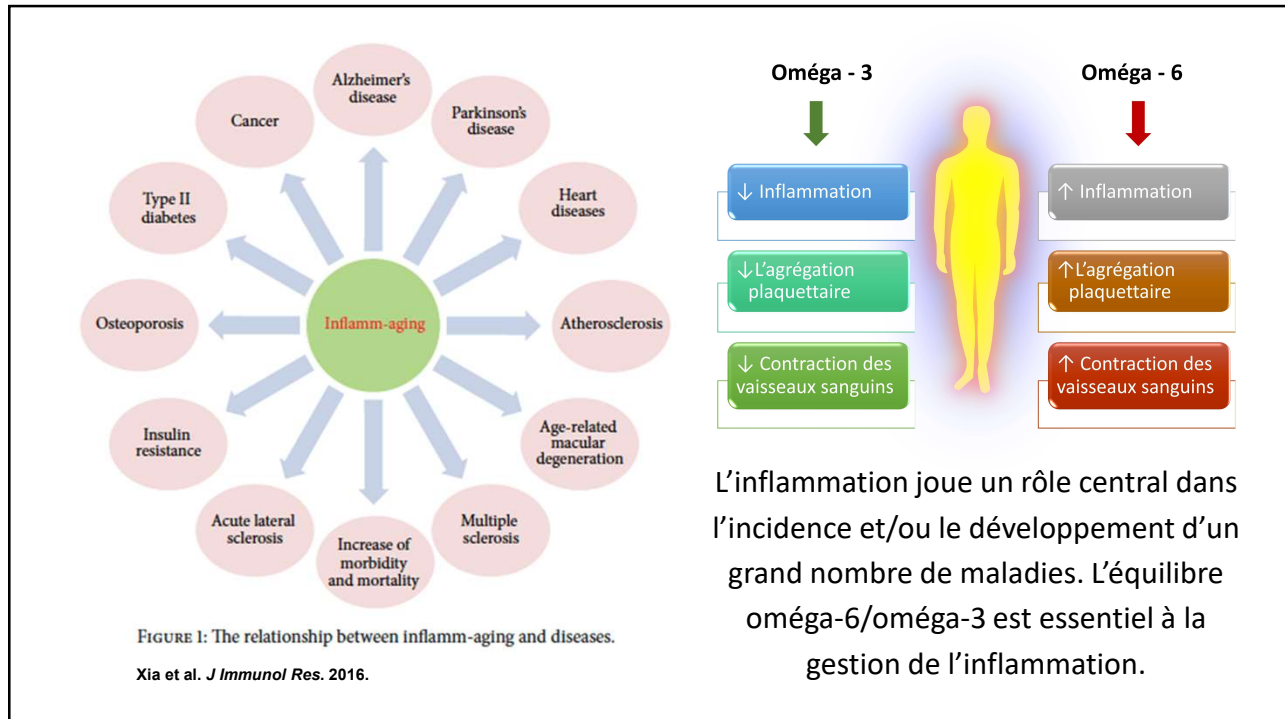 Alzheimer's
disease
Parkinson's
disease
Heart
diseases
Atherosclerosis
Age-related
macular
degeneration
Multiple
sclerosis
Increase of
morbidity
and mortality
Acute lateral
sclerosis
Insulin
resistance
Osteoporosis
Type II
diabetes
Cancer
Inflamm-aging
FIGURE 1: The relationship between inflamm-aging and diseases.
Xia et al. J Immunol Res. 2016.
Oméga - 3
↓ Inflammation
↓ L'agrégation
plaquettaire
↓ Contraction des
vaisseaux sanguins
Oméga - 6
↑ Inflammation
↑L'agrégation
plaquettaire
↑ Contraction des
vaisseaux sanguins
L’inflammation joue un rôle central dans
l’incidence et/ou le développement d’un
grand nombre de maladies. L’équilibre
oméga-6/oméga-3 est essentiel à la
gestion de l’inflammation.